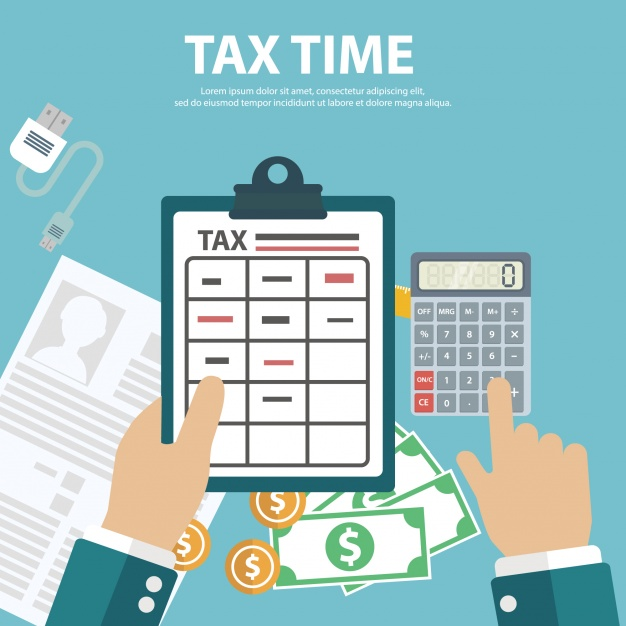 TAX TIME
Lorem ipsum dolor sit amet, consectetur adipiscing elit,
sed do eiusmod tempor incididunt ut labore et dolore magna aliqua.
TAX
0
OFF MRG M- M+ ÷
% 7 8 9 ×
+/- 4 5 6 −
ON/C 1 2 +
CE 0 .
$
$
$
$